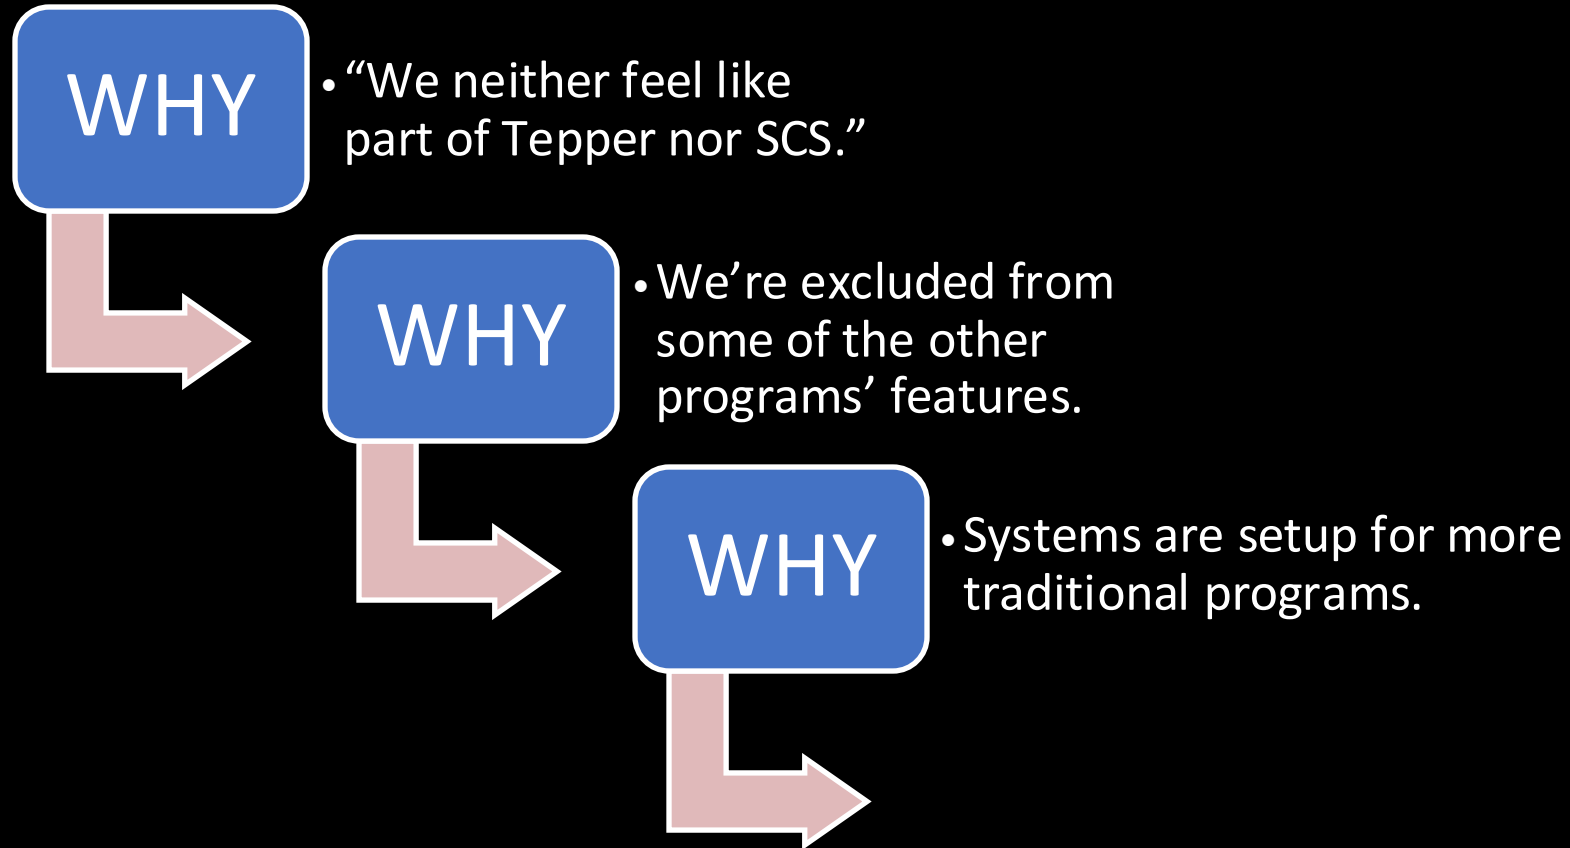 WHY
• “We neither feel like
part of Tepper nor SCS.”
WHY
• We’re excluded from
some of the other
programs’ features.
WHY
• Systems are setup for more
traditional programs.